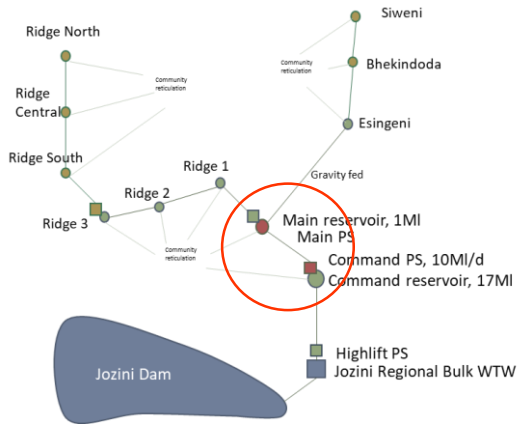 Siweni
Ridge North
Community
reticulation
Community
reticulation
Bhekindoda
Ridge
Central
Esingeni
Ridge South
Ridge 1
Gravity fed
Ridge 2
Ridge 3
Main reservoir, 1Ml
Main PS
Community
reticulation
Command PS, 10Ml/d
Command reservoir, 17Ml
Highlift PS
Jozini Dam
Jozini Regional Bulk WTW